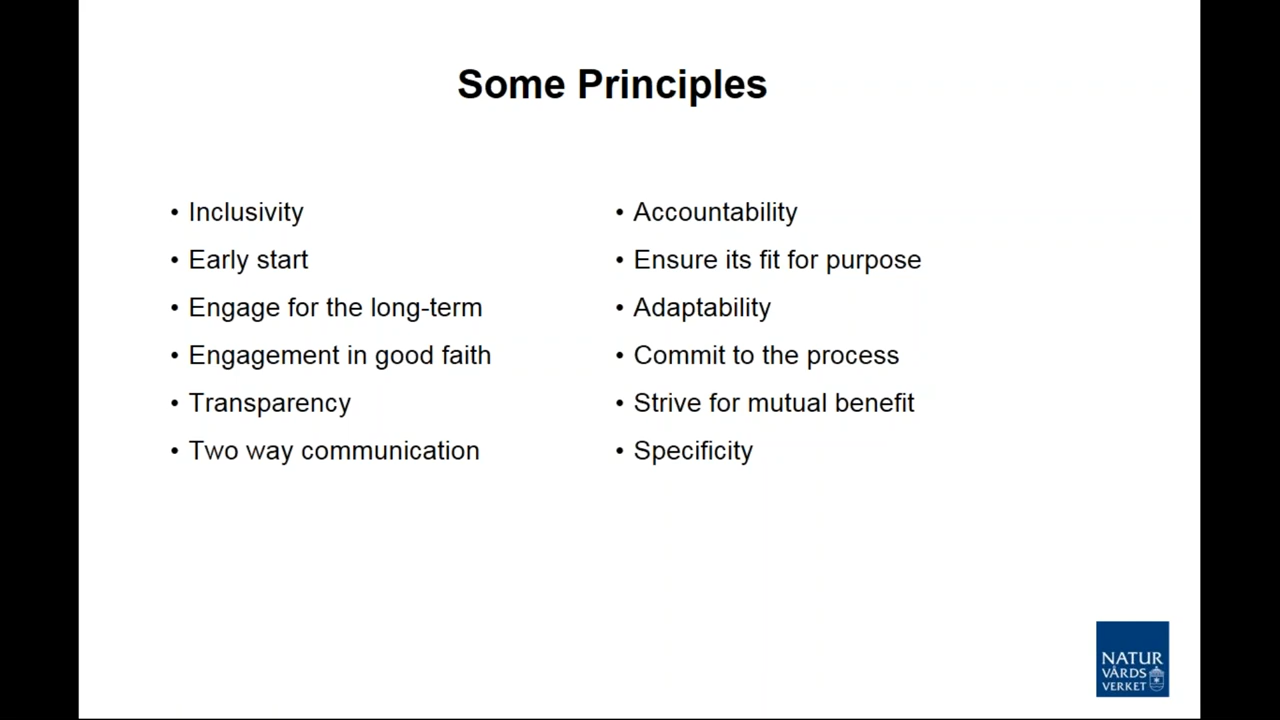 Some Principles
• Inclusivity
• Early start
• Engage for the long-term
• Engagement in good faith
• Transparency
• Two way communication
• Accountability
• Ensure its fit for purpose
• Adaptability
• Commit to the process
• Strive for mutual benefit
• Specificity
NATUR
VÅRDS
VERKET